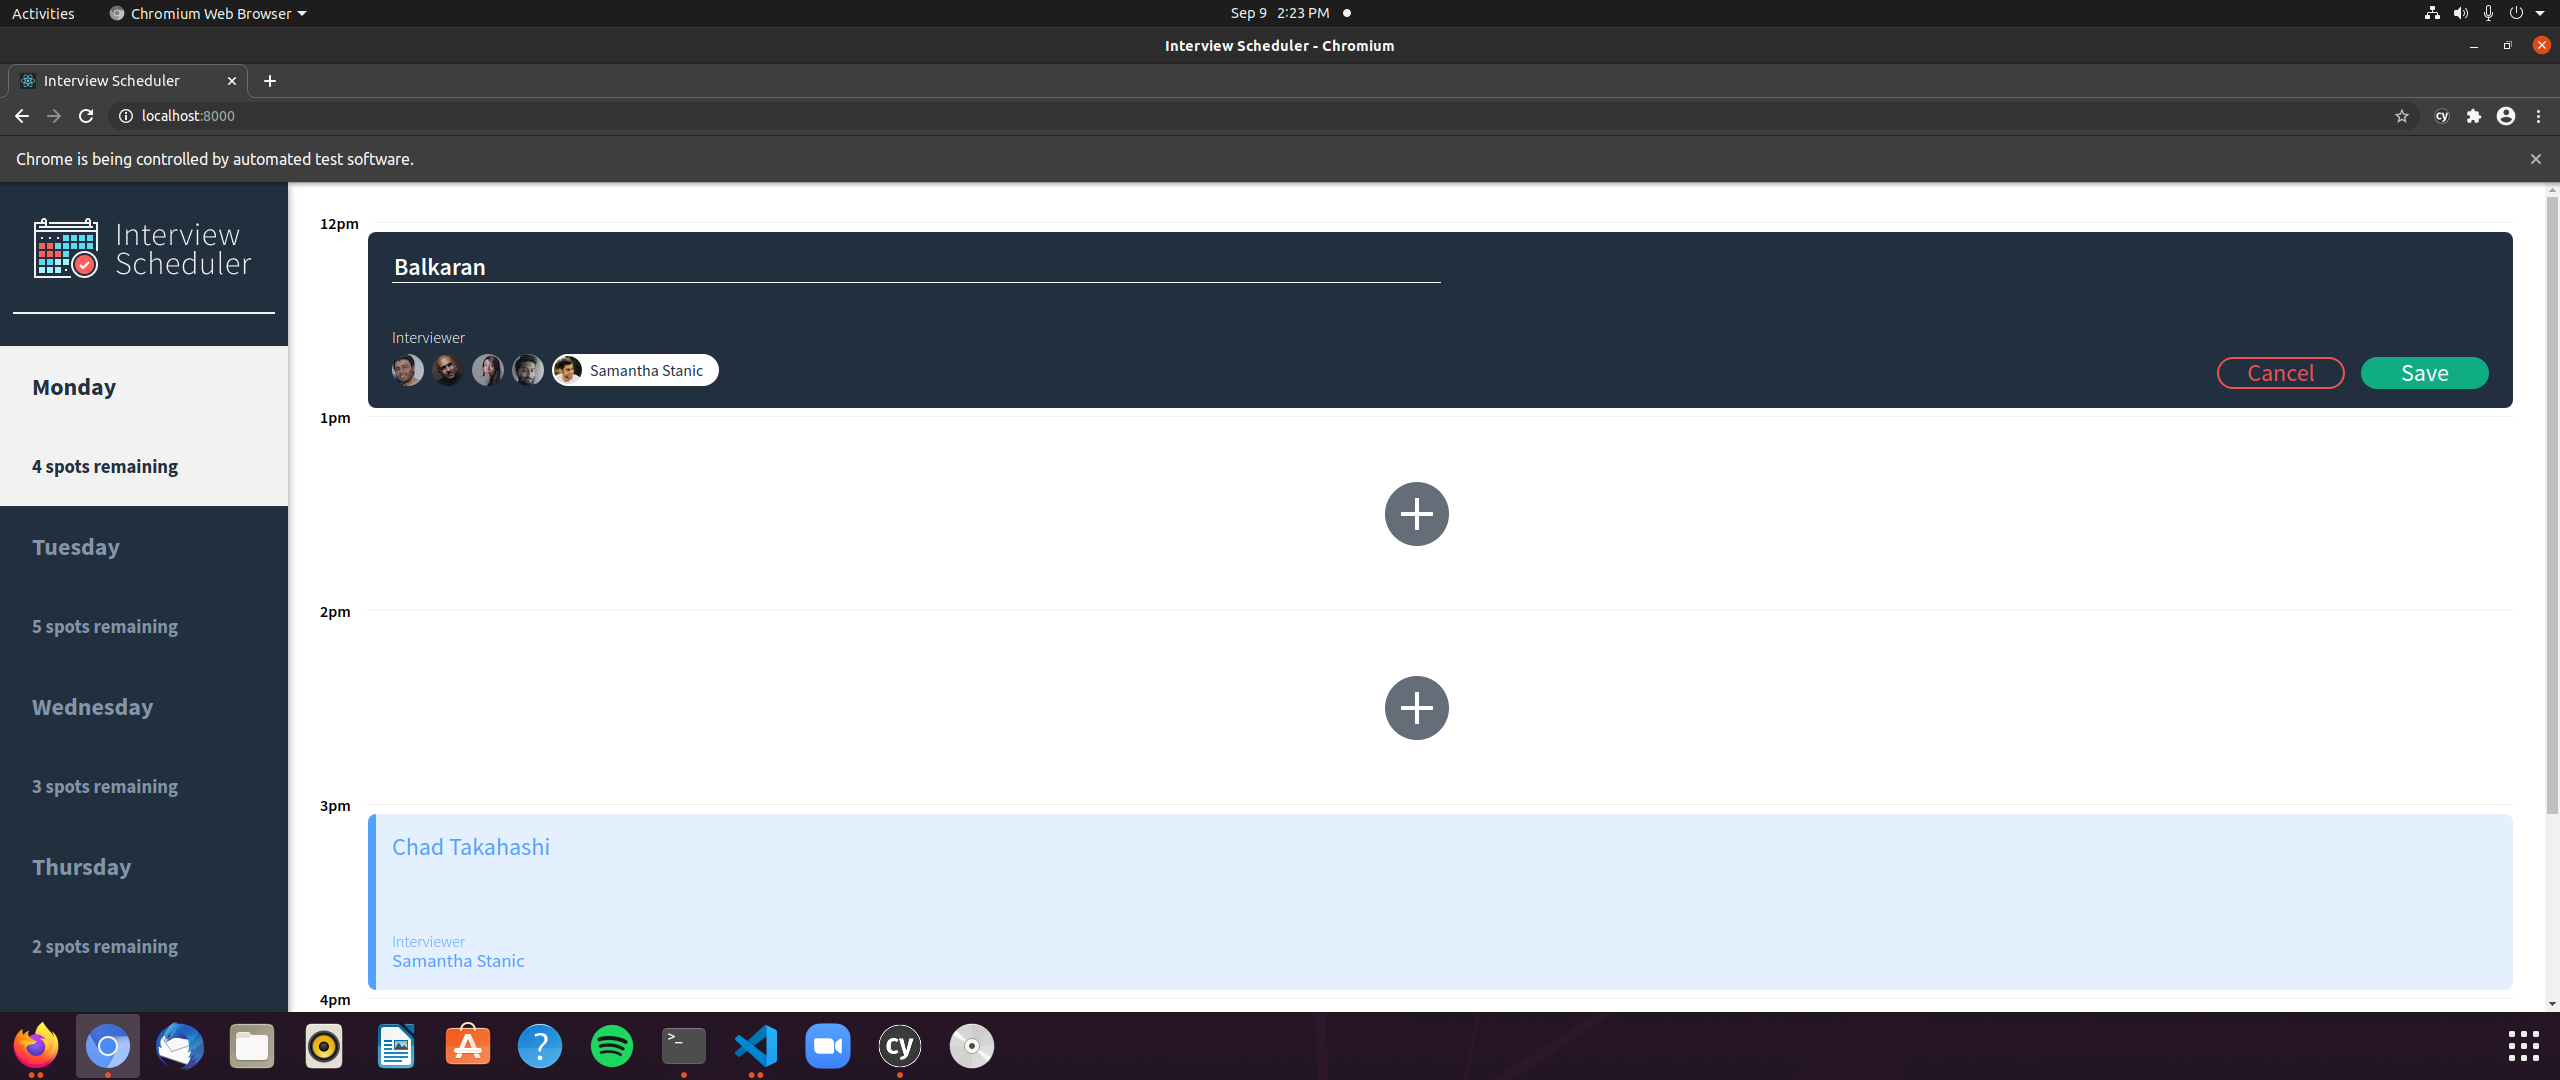 Activities
Chromium Web Browser
Sep 9 2:23 PM
Interview Scheduler - Chromium
Interview Scheduler
localhost:8000
cy
Chrome is being controlled by automated test software.
Interview
Scheduler
Monday
4 spots remaining
Tuesday
5 spots remaining
Wednesday
3 spots remaining
Thursday
2 spots remaining
12pm
Balkaran
Interviewer
Samantha Stanic
Cancel
Save
1pm
2pm
3pm
Chad Takahashi
Interviewer
Samantha Stanic
4pm
>_
cy